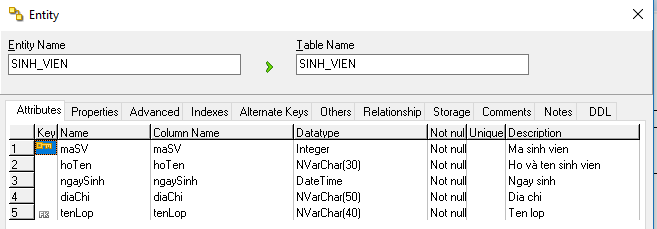 Entity
Entity Name
Table Name
SINH_VIEN
SINH_VIEN
Attributes Properties Advanced Indexes Alternate Keys Others Relationship Storage Comments Notes DDL
Key Name Column Name Datatype Not nul Unique Description
1 maSV maSV Integer Not null Ma sinh vien
2 hoTen hoTen NVarChar(30) Not null Ho và ten sinh vien
3 ngaySinh ngaySinh DateTime Not null Ngay sinh
4 diaChi diaChi NVarChar(50) Not null Dia chi
5 FK tenLop tenLop NVarChar(40) Not null Ten lop